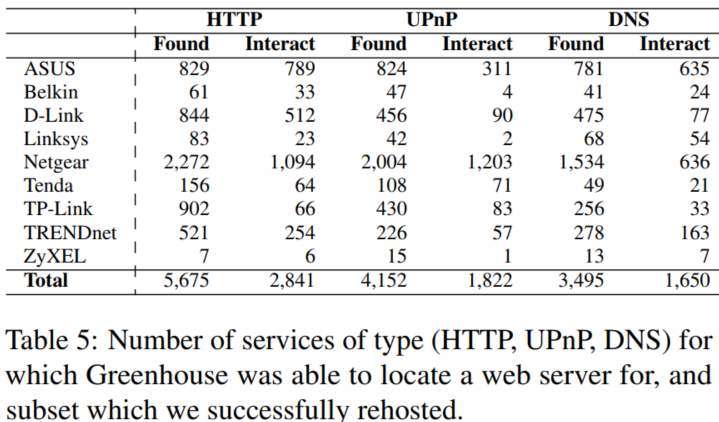 HTTP UPnP DNS
Found Interact Found Interact Found Interact
ASUS 829 789 824 311 781 635
Belkin 61 33 47 4 41 24
D-Link 844 512 456 90 475 77
Linksys 83 23 42 2 68 54
Netgear 2,272 1,094 2,004 1,203 1,534 636
Tenda 156 64 108 71 49 21
TP-Link 902 66 430 83 256 33
TRENDnet 521 254 226 57 278 163
ZyXEL 7 6 15 1 13 7
Total 5,675 2,841 4,152 1,822 3,495 1,650
Table 5: Number of services of type (HTTP, UPnP, DNS) for
which Greenhouse was able to locate a web server for, and
subset which we successfully rehosted.